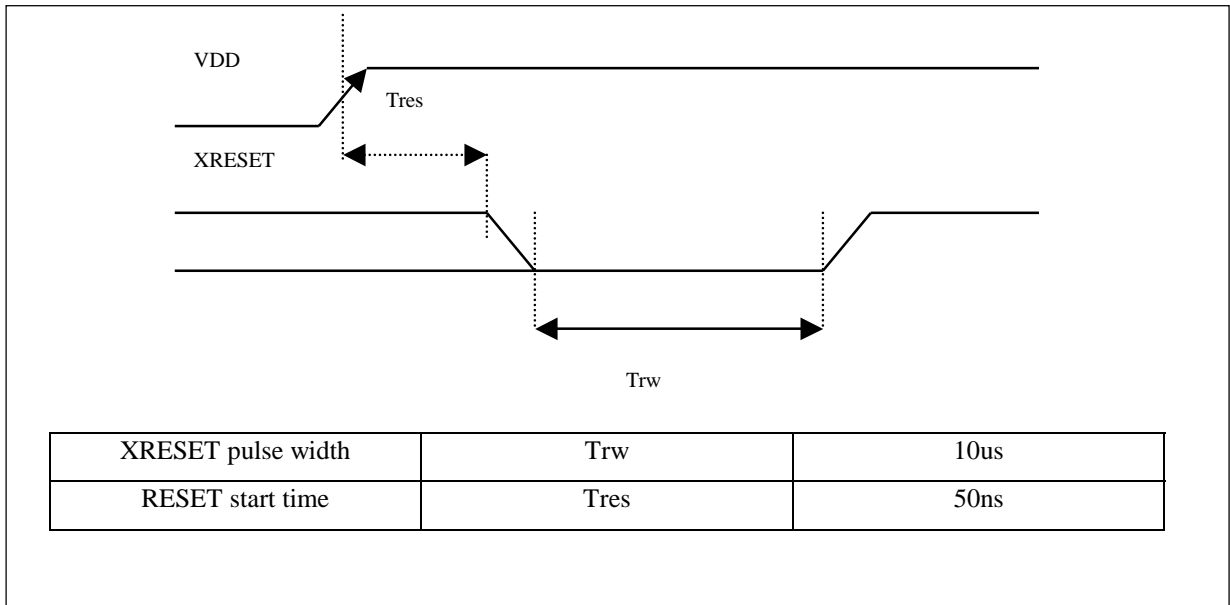 VDD
Tres
XRESET
Trw
XRESET pulse width Trw 10us
RESET start time Tres 50ns